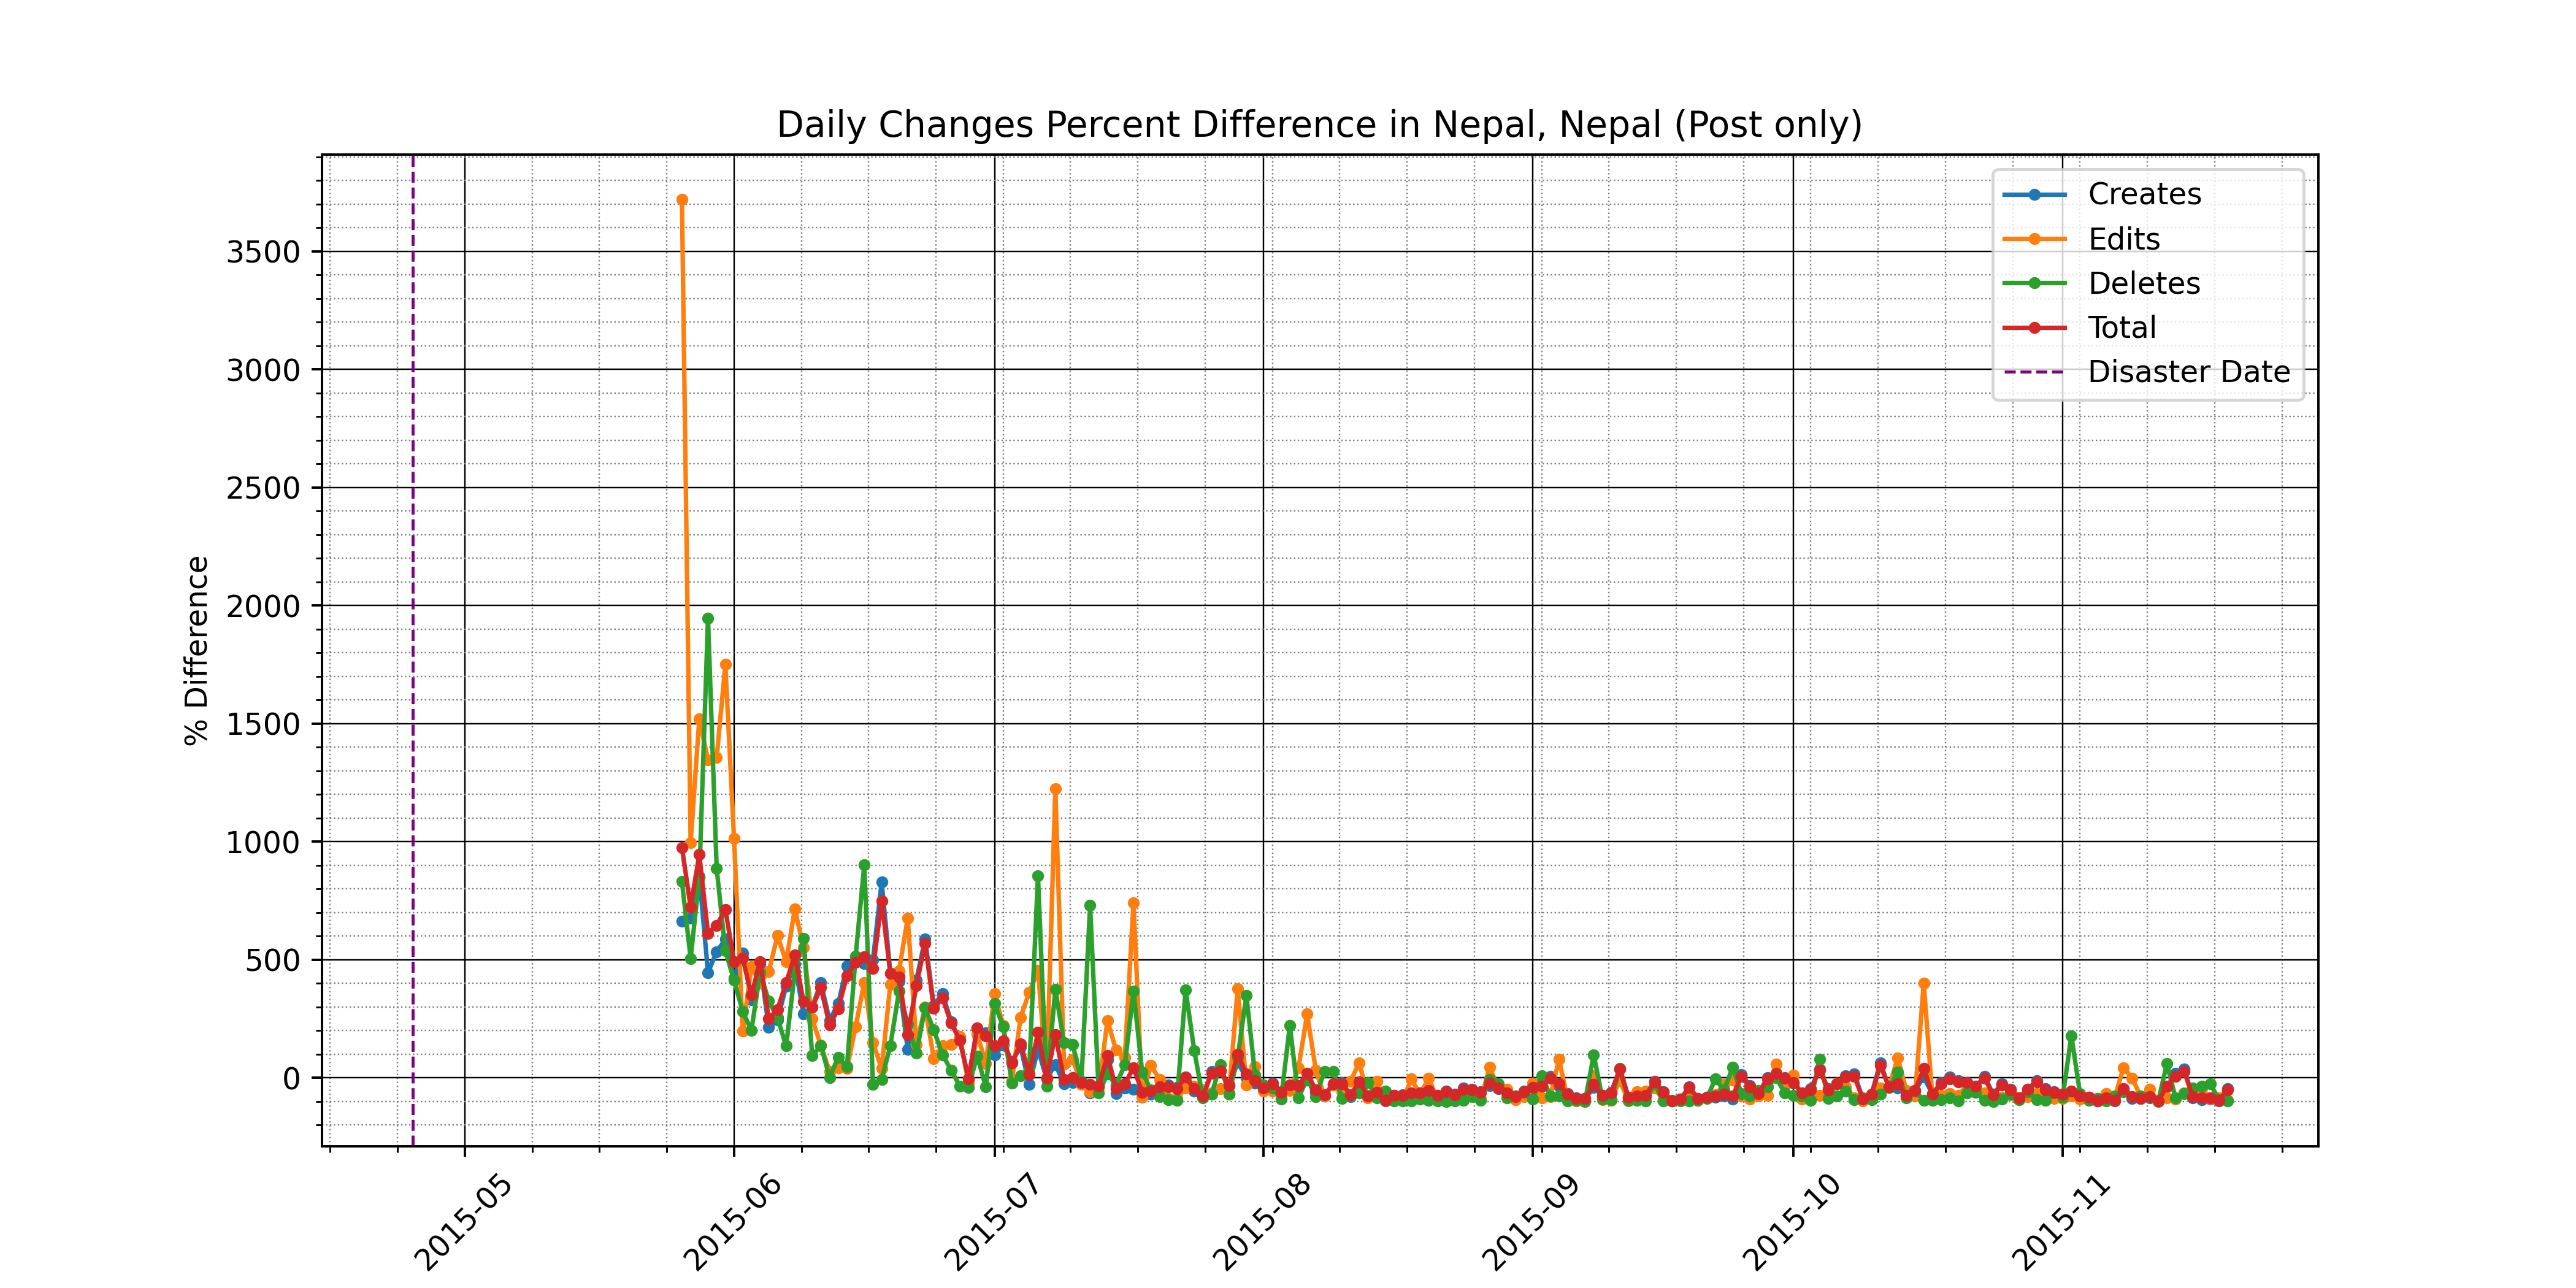 Daily Changes Percent Difference in Nepal, Nepal (Post only)
Creates
Edits
Deletes
Total
Disaster Date
% Difference
3500
3000
2500
2000
1500
1000
500
0
2015-05
2015-06
2015-07
2015-08
2015-09
2015-10
2015-11